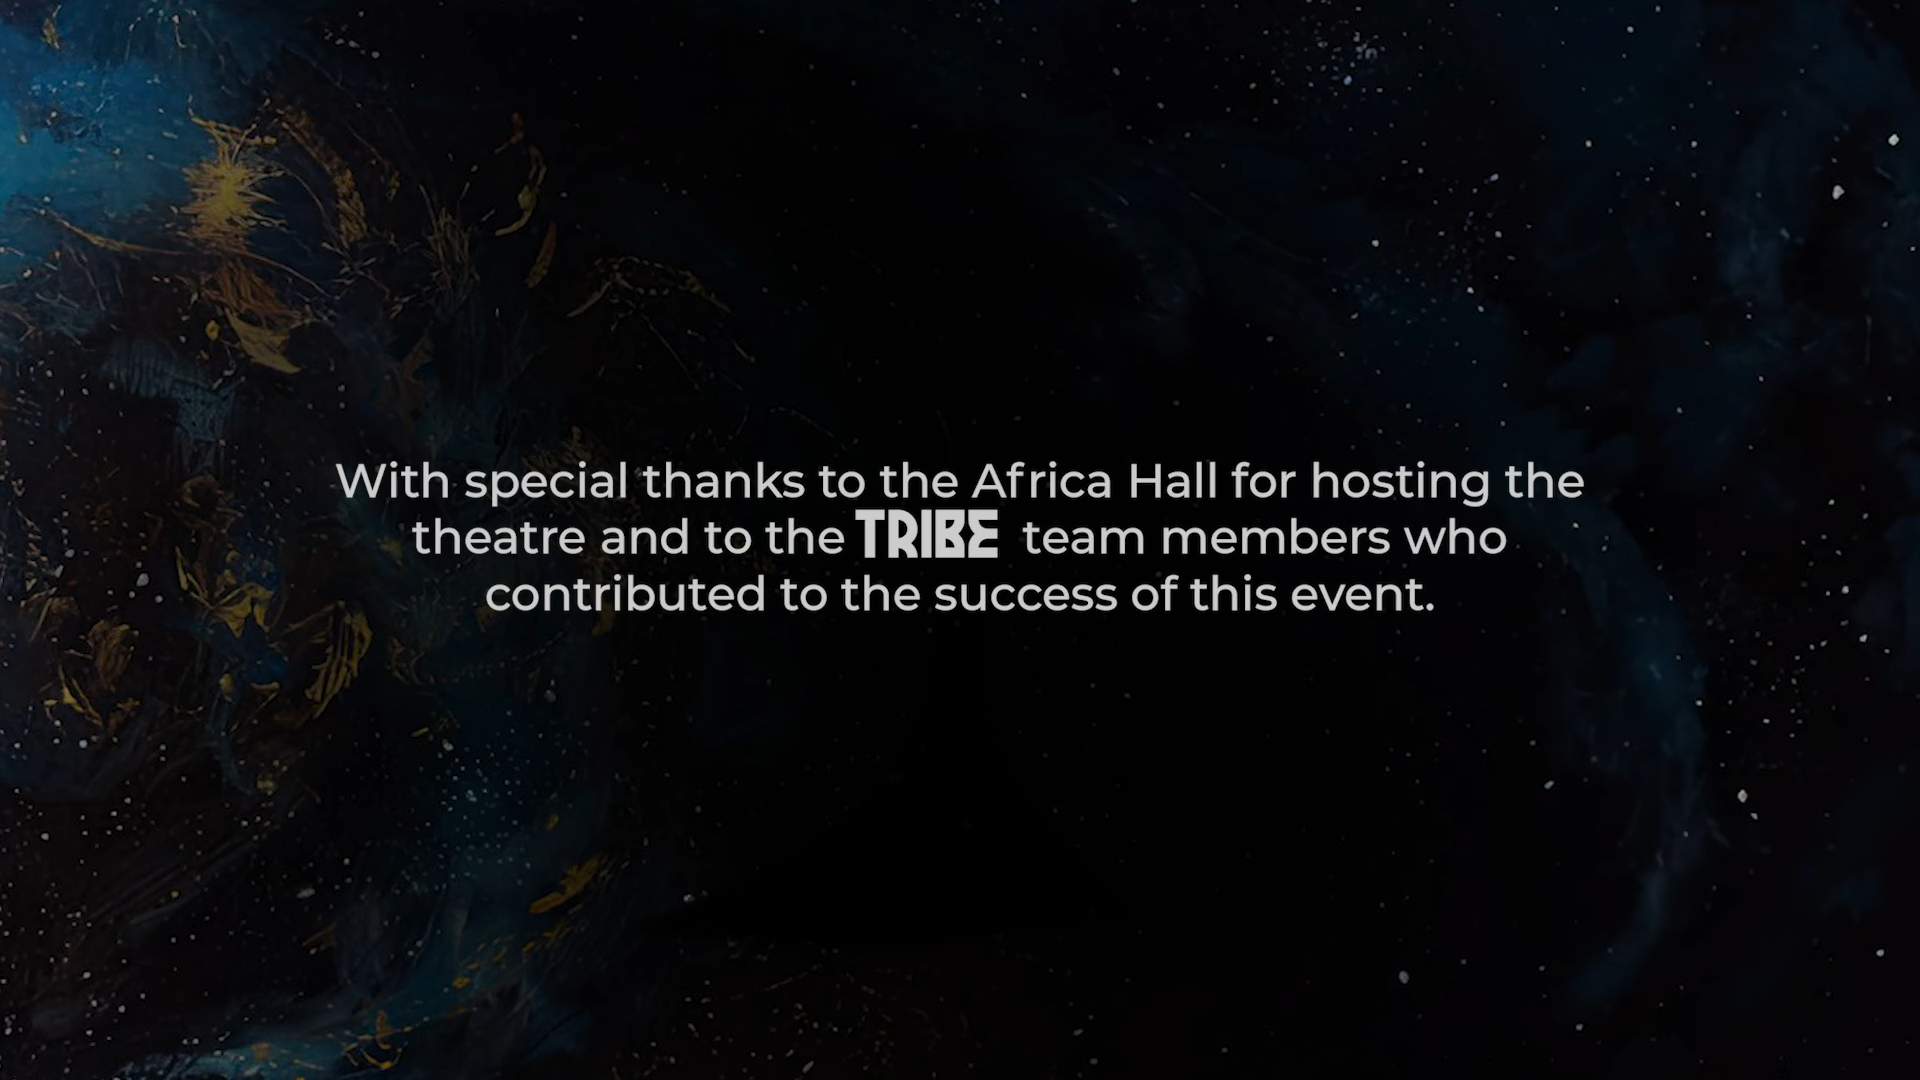 With special thanks to the Africa Hall for hosting the
theatre and to the TRIBE team members who
contributed to the success of this event.